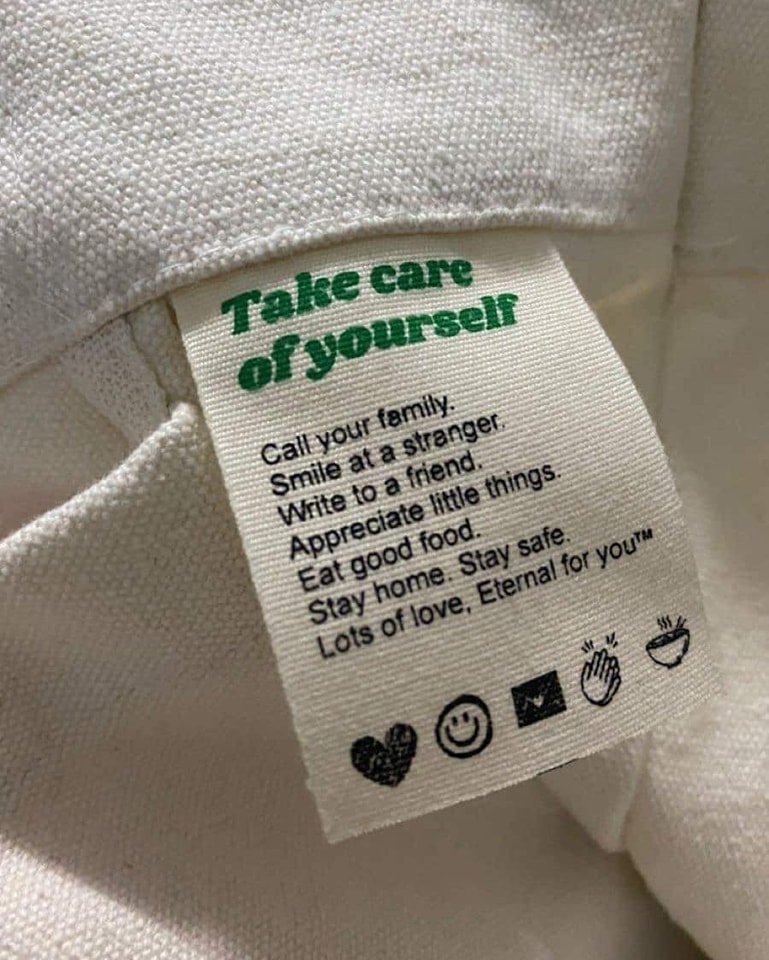 Take care
of yourself
Call your family.
Smile at a stranger.
Write to a friend.
Appreciate little things.
Eat good food.
Stay home. Stay safe.
Lots of love, Eternal for you™